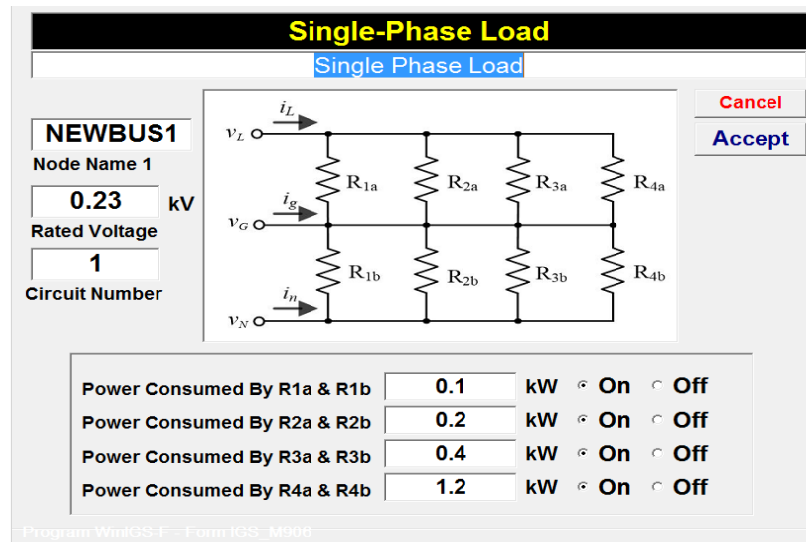 Single-Phase Load
Single Phase Load
Cancel
Accept
NEWBUS1
Node Name 1
0.23 kV
Rated Voltage
1
Circuit Number
iL
vL
R1a R2a R3a R4a
ig
vG
R1b R2b R3b R4b
in
vN
Power Consumed By R1a & R1b 0.1 kW On Off
Power Consumed By R2a & R2b 0.2 kW On Off
Power Consumed By R3a & R3b 0.4 kW On Off
Power Consumed By R4a & R4b 1.2 kW On Off
Program WinIGS-F - Form IGS_M906